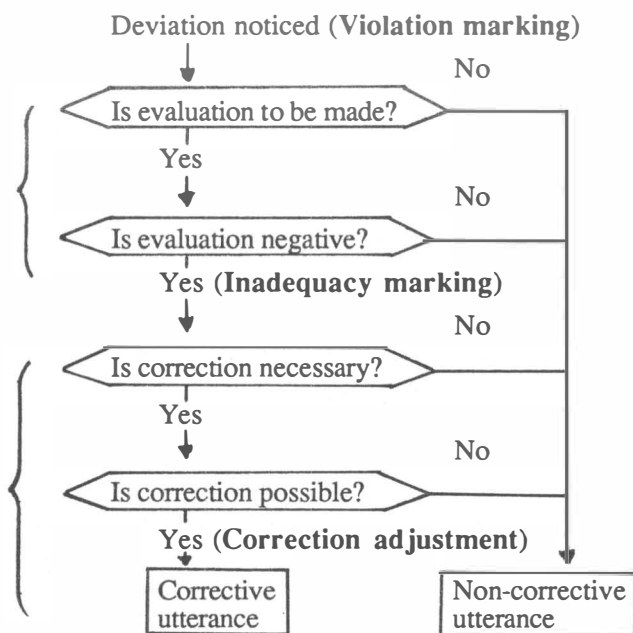 Deviation noticed (Violation marking)
No
Is evaluation to be made?
Yes
No
Is evaluation negative?
Yes (Inadequacy marking)
No
Is correction necessary?
Yes
No
Is correction possible?
Yes (Correction adjustment)
Corrective
utterance
Non-corrective
utterance